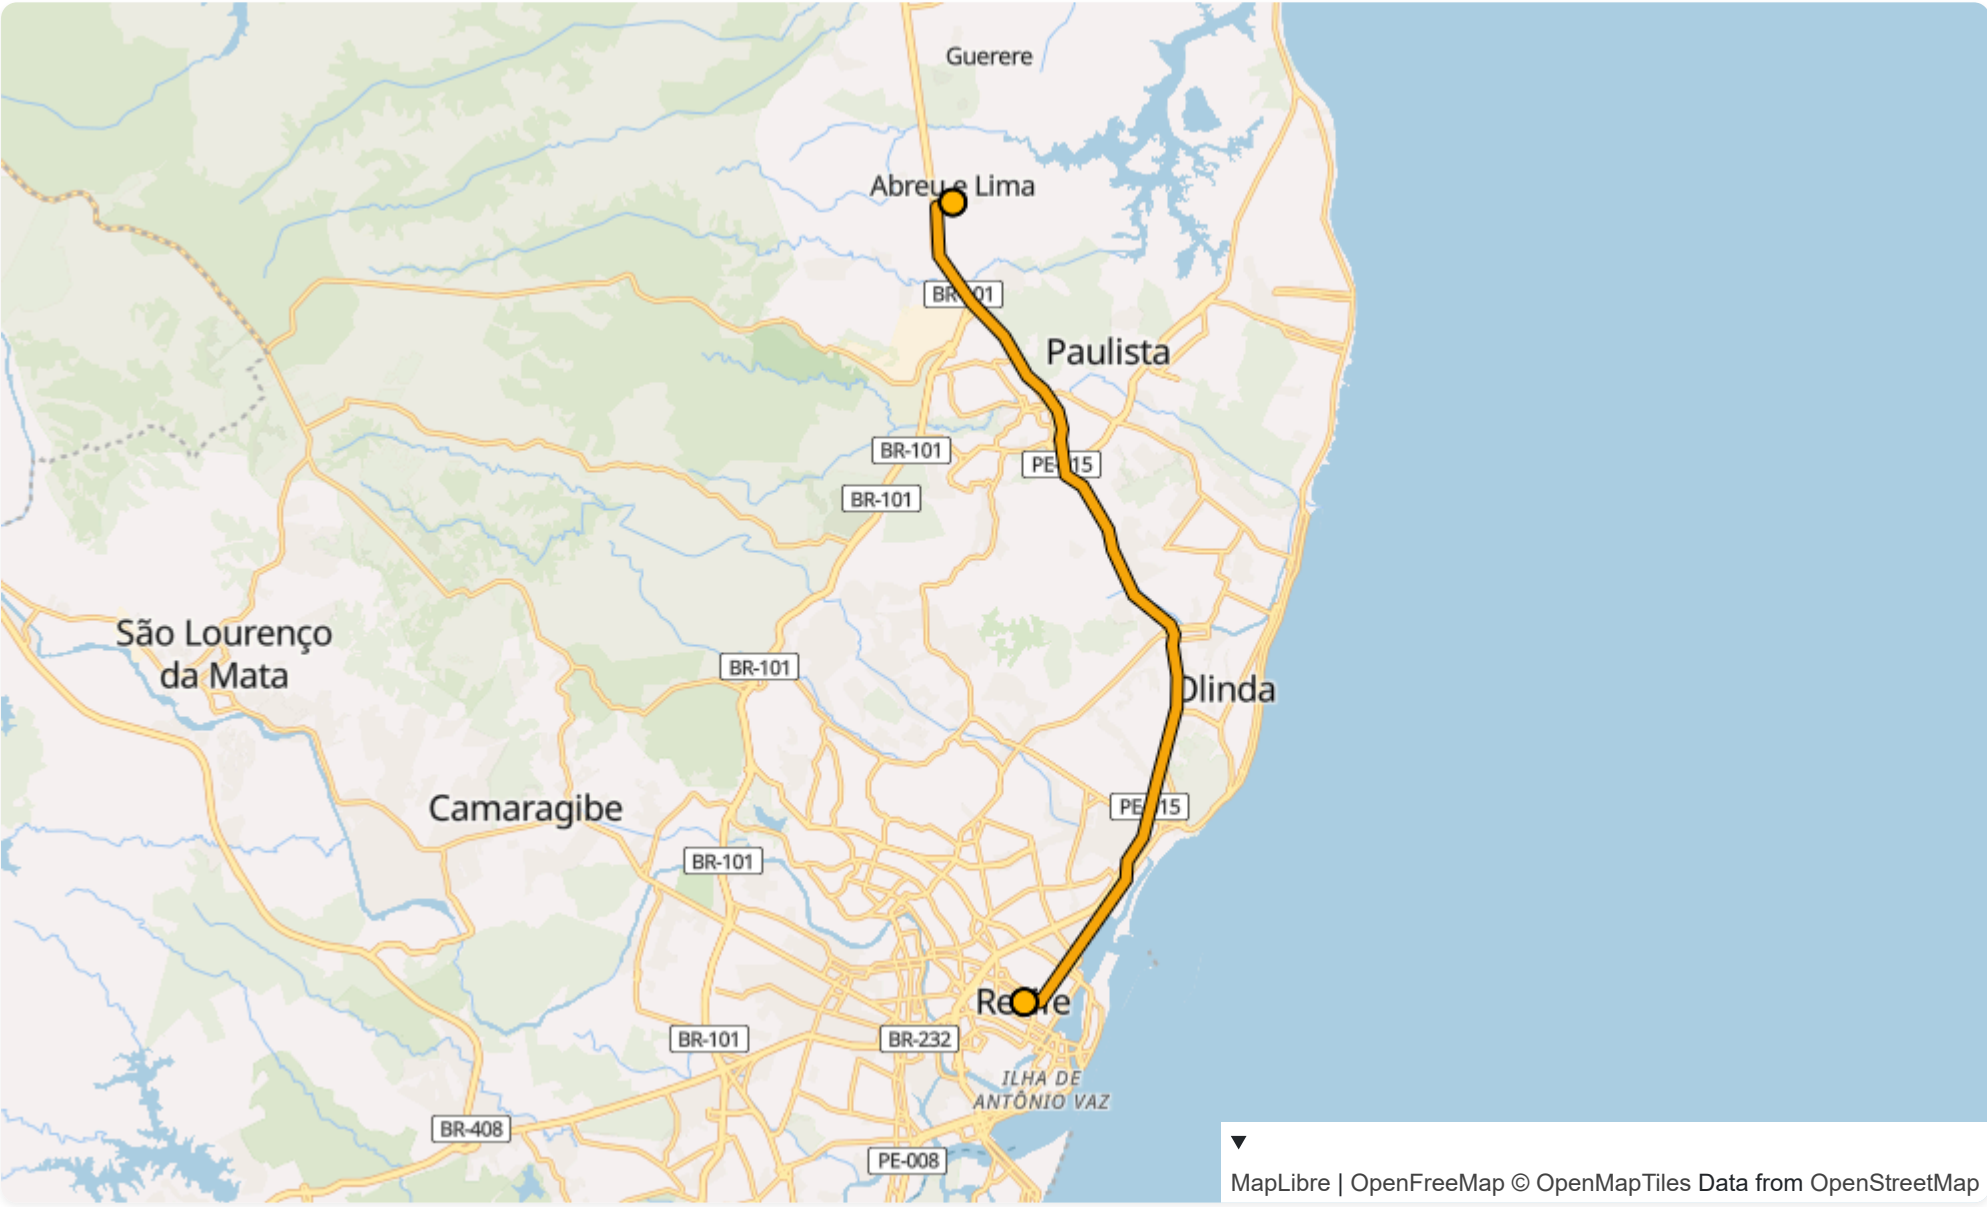 Guerere
Abreu e Lima
BR-101
Paulista
BR-101
PE-15
BR-101
São Lourenço
da Mata
BR-101
Olinda
Camaragibe
PE-15
BR-101
Recife
BR-101
BR-232
ILHA DE
ANTÔNIO VAZ
BR-408
PE-008
MapLibre | OpenFreeMap © OpenMapTiles Data from OpenStreetMap